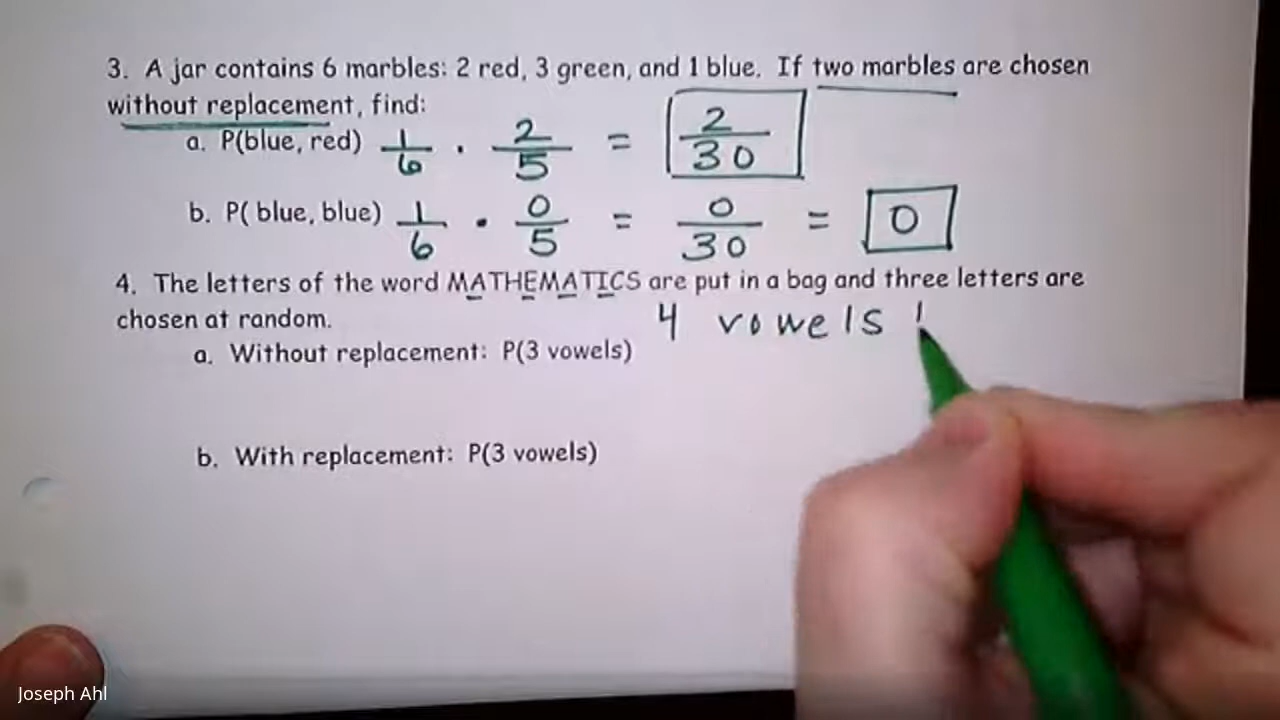 3. A jar contains 6 marbles: 2 red, 3 green, and 1 blue. If two marbles are chosen
without replacement, find:
a. P(blue, red) 1/6 · 2/5 = 2/30
b. P( blue, blue) 1/6 · 0/5 = 0/30 = 0
4. The letters of the word MATHEMATICS are put in a bag and three letters are
chosen at random.
4 vowels
a. Without replacement: P(3 vowels)
b. With replacement: P(3 vowels)
Joseph Ahl